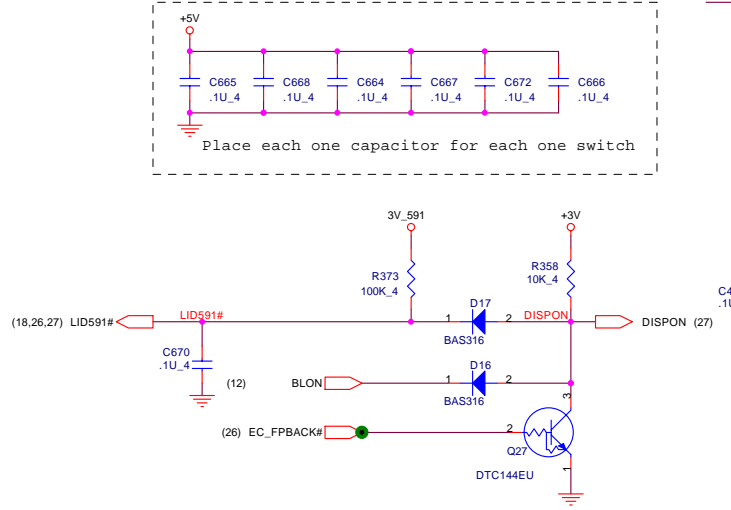 +5V
C665
.1U_4
C668
.1U_4
C664
.1U_4
C667
.1U_4
C672
.1U_4
C666
.1U_4
Place each one capacitor for each one switch
3V_591
+3V
R373
100K_4
R358
10K_4
C4
.1U
(18,26,27) LID591#
LID591#
1
D17
2
BAS316
DISPON
DISPON (27)
C670
.1U_4
(12)
BLON
1
D16
2
BAS316
3
(26) EC_FPBACK#
2
Q27
1
DTC144EU